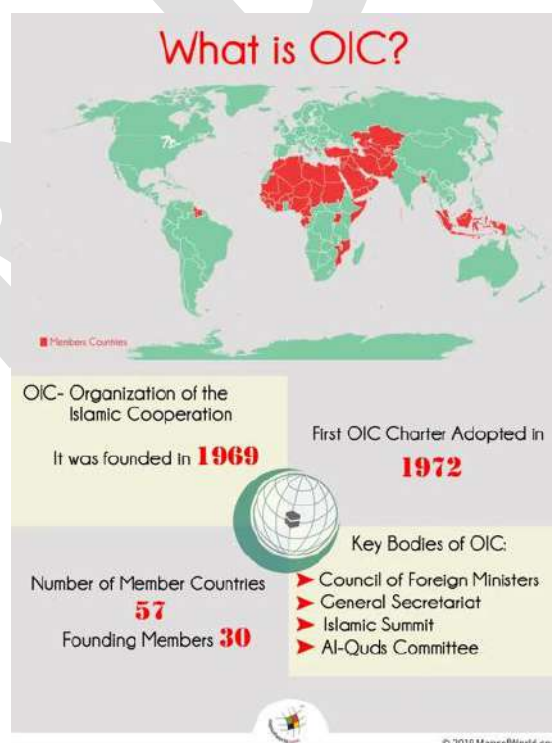 What is OIC?
Members Countries
OIC- Organization of the
Islamic Cooperation
It was founded in 1969
First OIC Charter Adopted in
1972
Number of Member Countries
57
Founding Members 30
Key Bodies of OIC:
Council of Foreign Ministers
General Secretariat
Islamic Summit
Al-Quds Committee